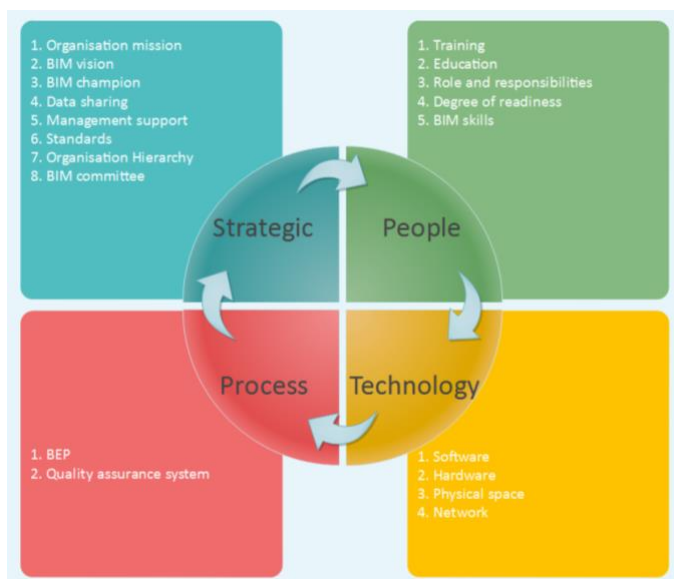 1. Organisation mission
2. BIM vision
3. BIM champion
4. Data sharing
5. Management support
6. Standards
7. Organisation Hierarchy
8. BIM committee
1. Training
2. Education
3. Role and responsibilities
4. Degree of readiness
5. BIM skills
Strategic
People
Process
Technology
1. BEP
2. Quality assurance system
1. Software
2. Hardware
3. Physical space
4. Network